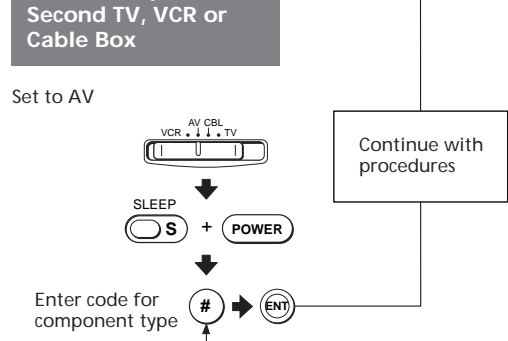 Second TV, VCR or
Cable Box
Set to AV
AV CBL
VCR TV
SLEEP
S + POWER
Enter code for
component type
# ENT
Continue with
procedures